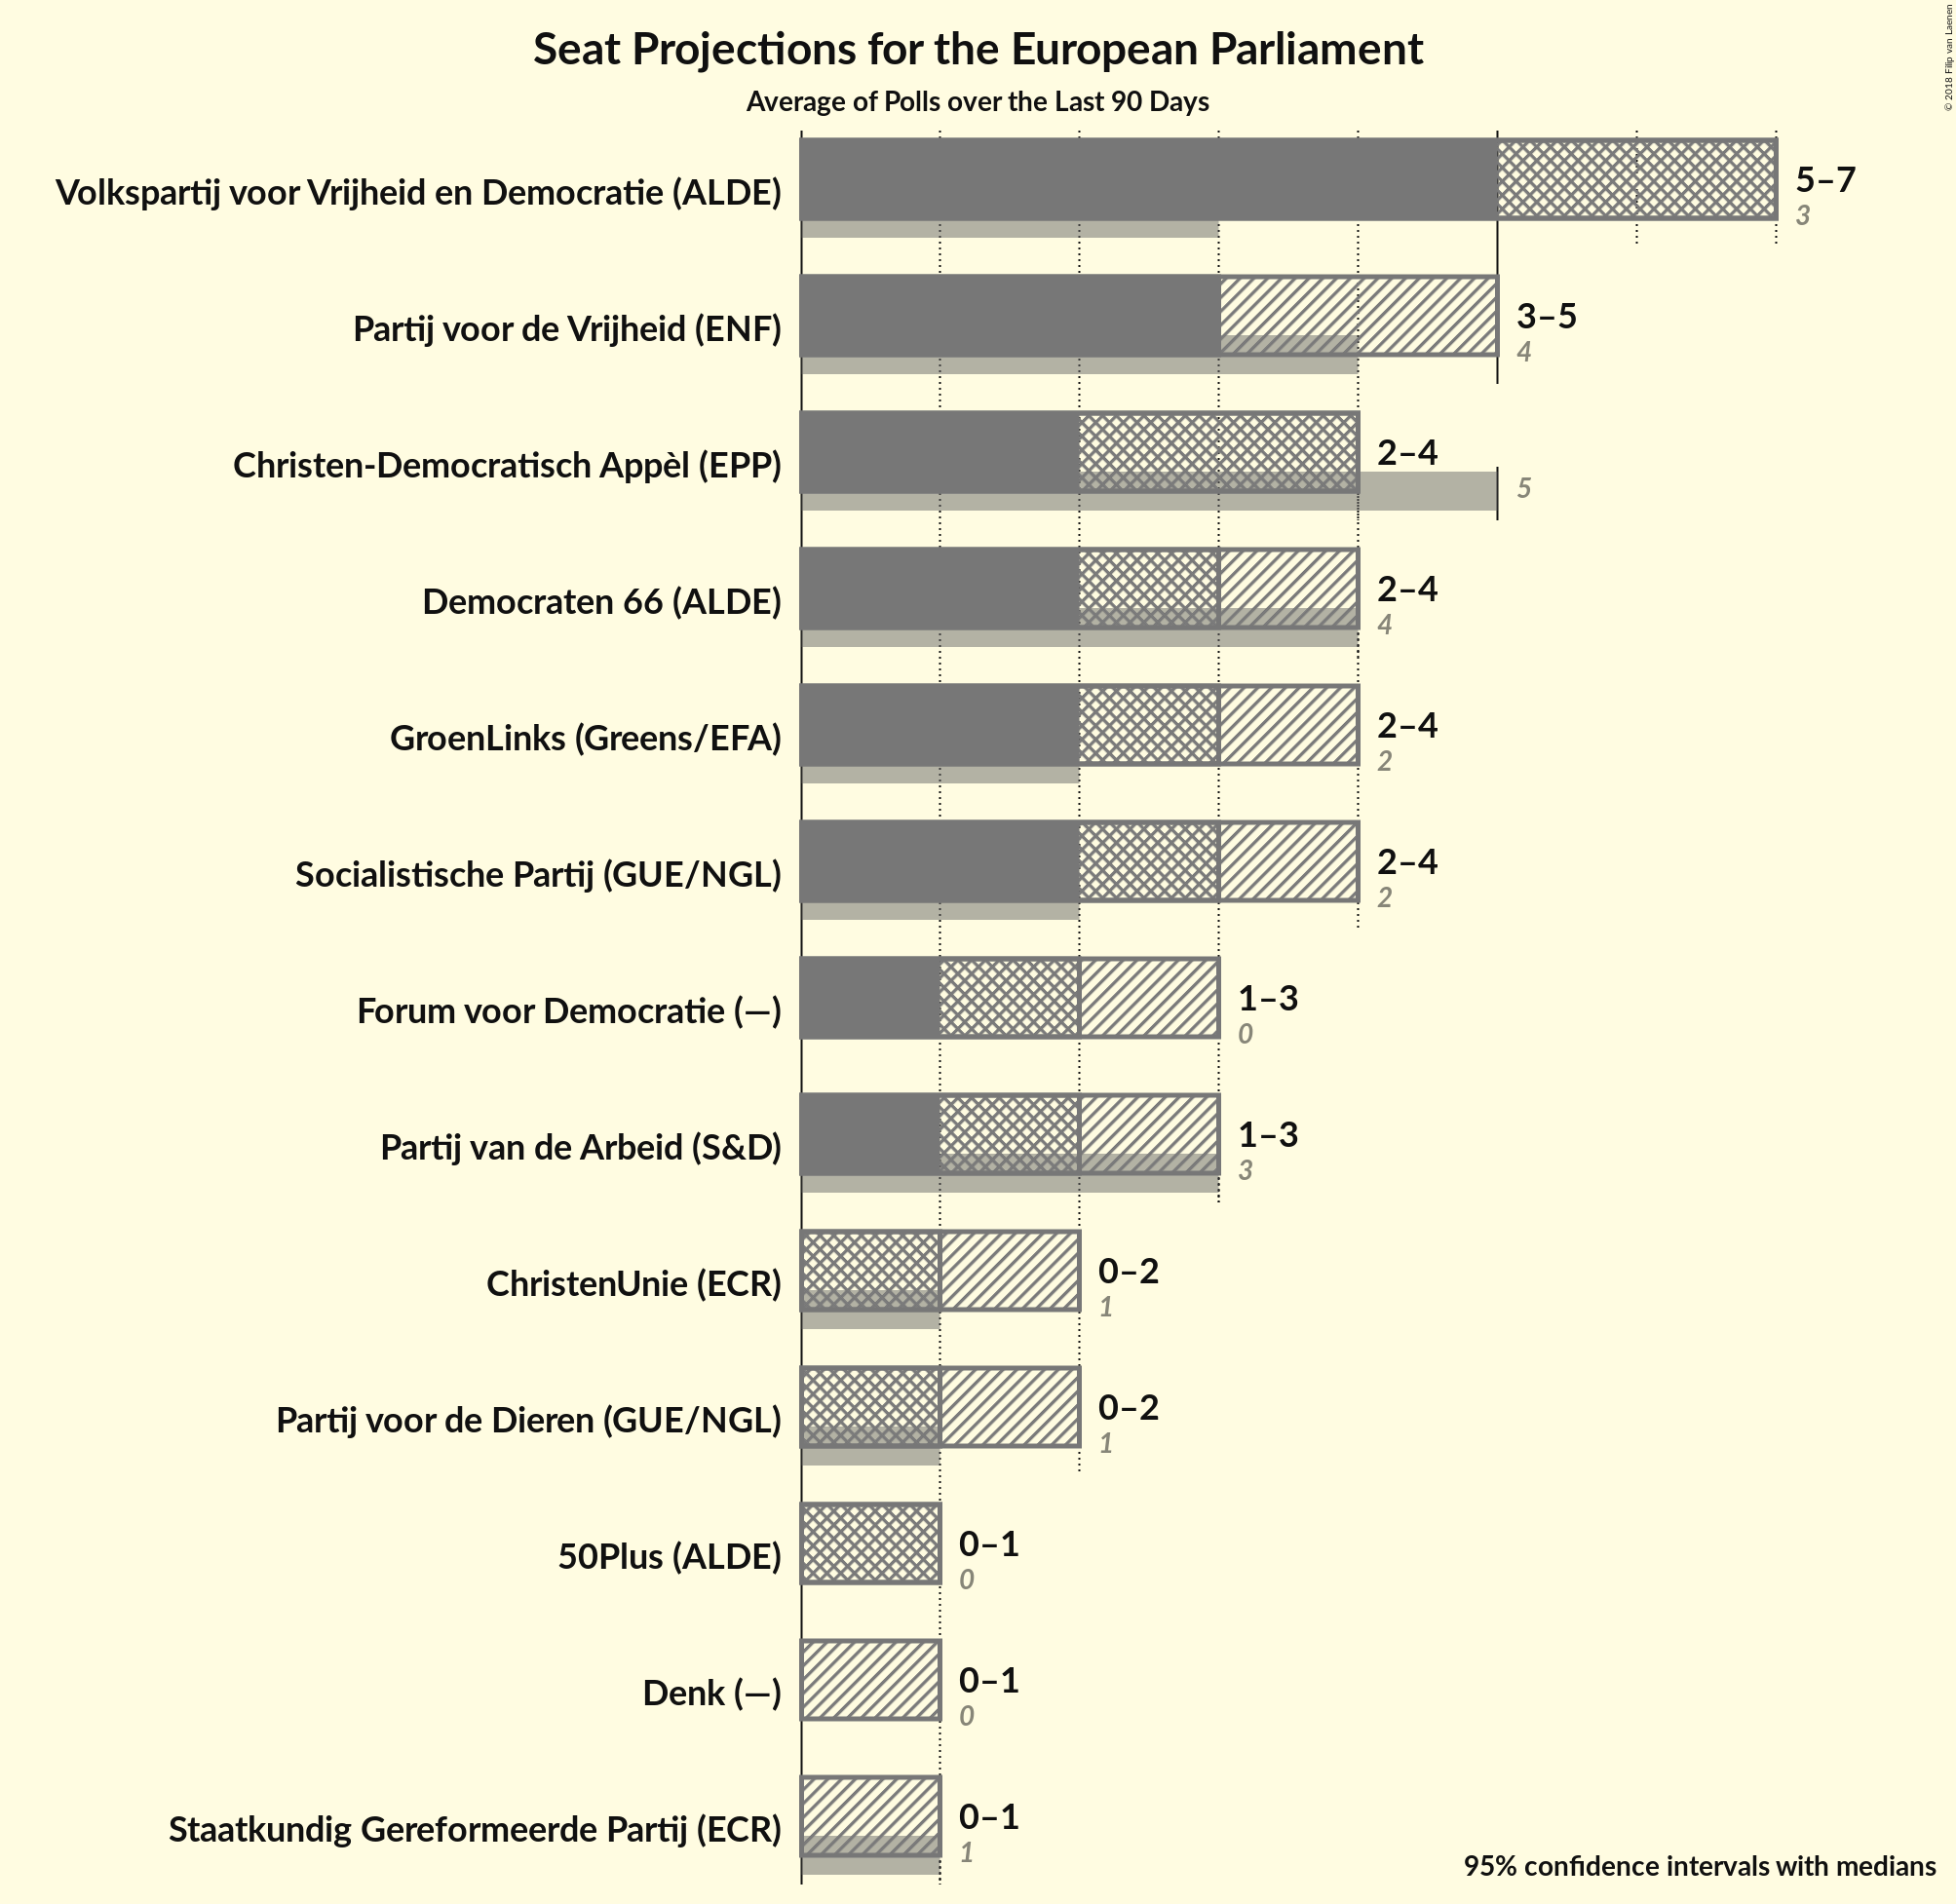 Seat Projections for the European Parliament
Average of Polls over the Last 90 Days
© 2018 Filip van Laenen
Volkspartij voor Vrijheid en Democratie (ALDE)
5–7
3
Partij voor de Vrijheid (ENF)
3–5
4
Christen-Democratisch Appèl (EPP)
2–4
5
Democraten 66 (ALDE)
2–4
4
GroenLinks (Greens/EFA)
2–4
2
Socialistische Partij (GUE/NGL)
2–4
2
Forum voor Democratie (—)
1–3
0
Partij van de Arbeid (S&D)
1–3
3
ChristenUnie (ECR)
0–2
1
Partij voor de Dieren (GUE/NGL)
0–2
1
50Plus (ALDE)
0–1
0
Denk (—)
0–1
0
Staatkundig Gereformeerde Partij (ECR)
0–1
1
95% confidence intervals with medians